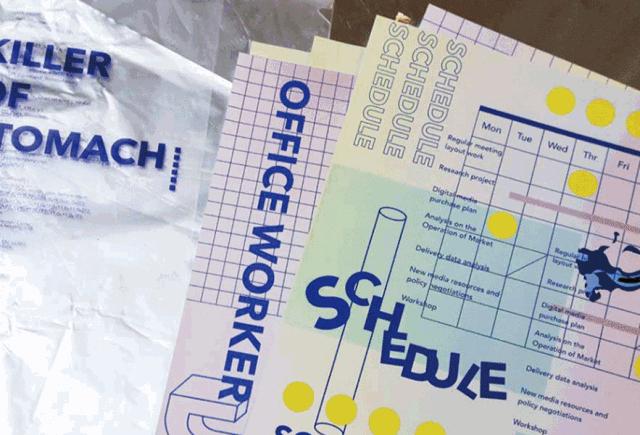 KILLER
OF
STOMACH
OFFICE WORKER
SCHEDULE
SCHEDULE
SCHEDULE
Mon
Tue
Wed
Thr
Fri
Regular meeting
layout work
Research project
Digital media
purchase plan
Analysis on the
Operation of Market
Delivery data analysis
New media resources and
policy negotiations
Workshop
SCHEDULE
Regular
layout
Research
Digital media
purchase plan
Analysis on the
Operation of Market
Delivery data analysis
New media resources and
policy negotiations
Workshop